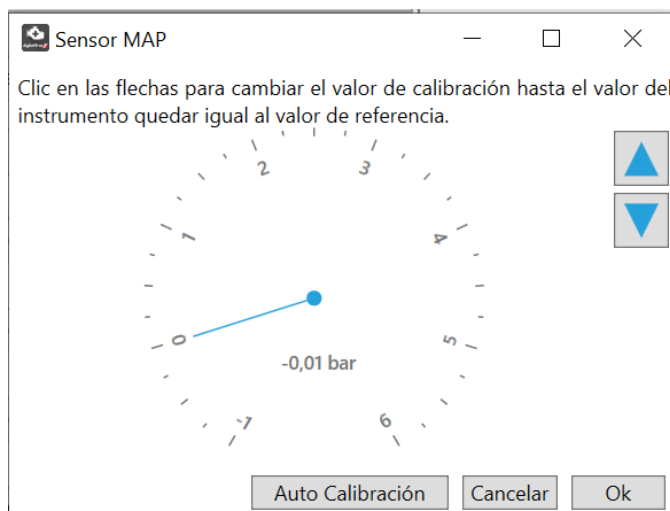 Sensor MAP
Clic en las flechas para cambiar el valor de calibración hasta el valor del
instrumento quedar igual al valor de referencia.
2 3
1 4
0 5
-0,01 bar
-1 6
Auto Calibración Cancelar Ok